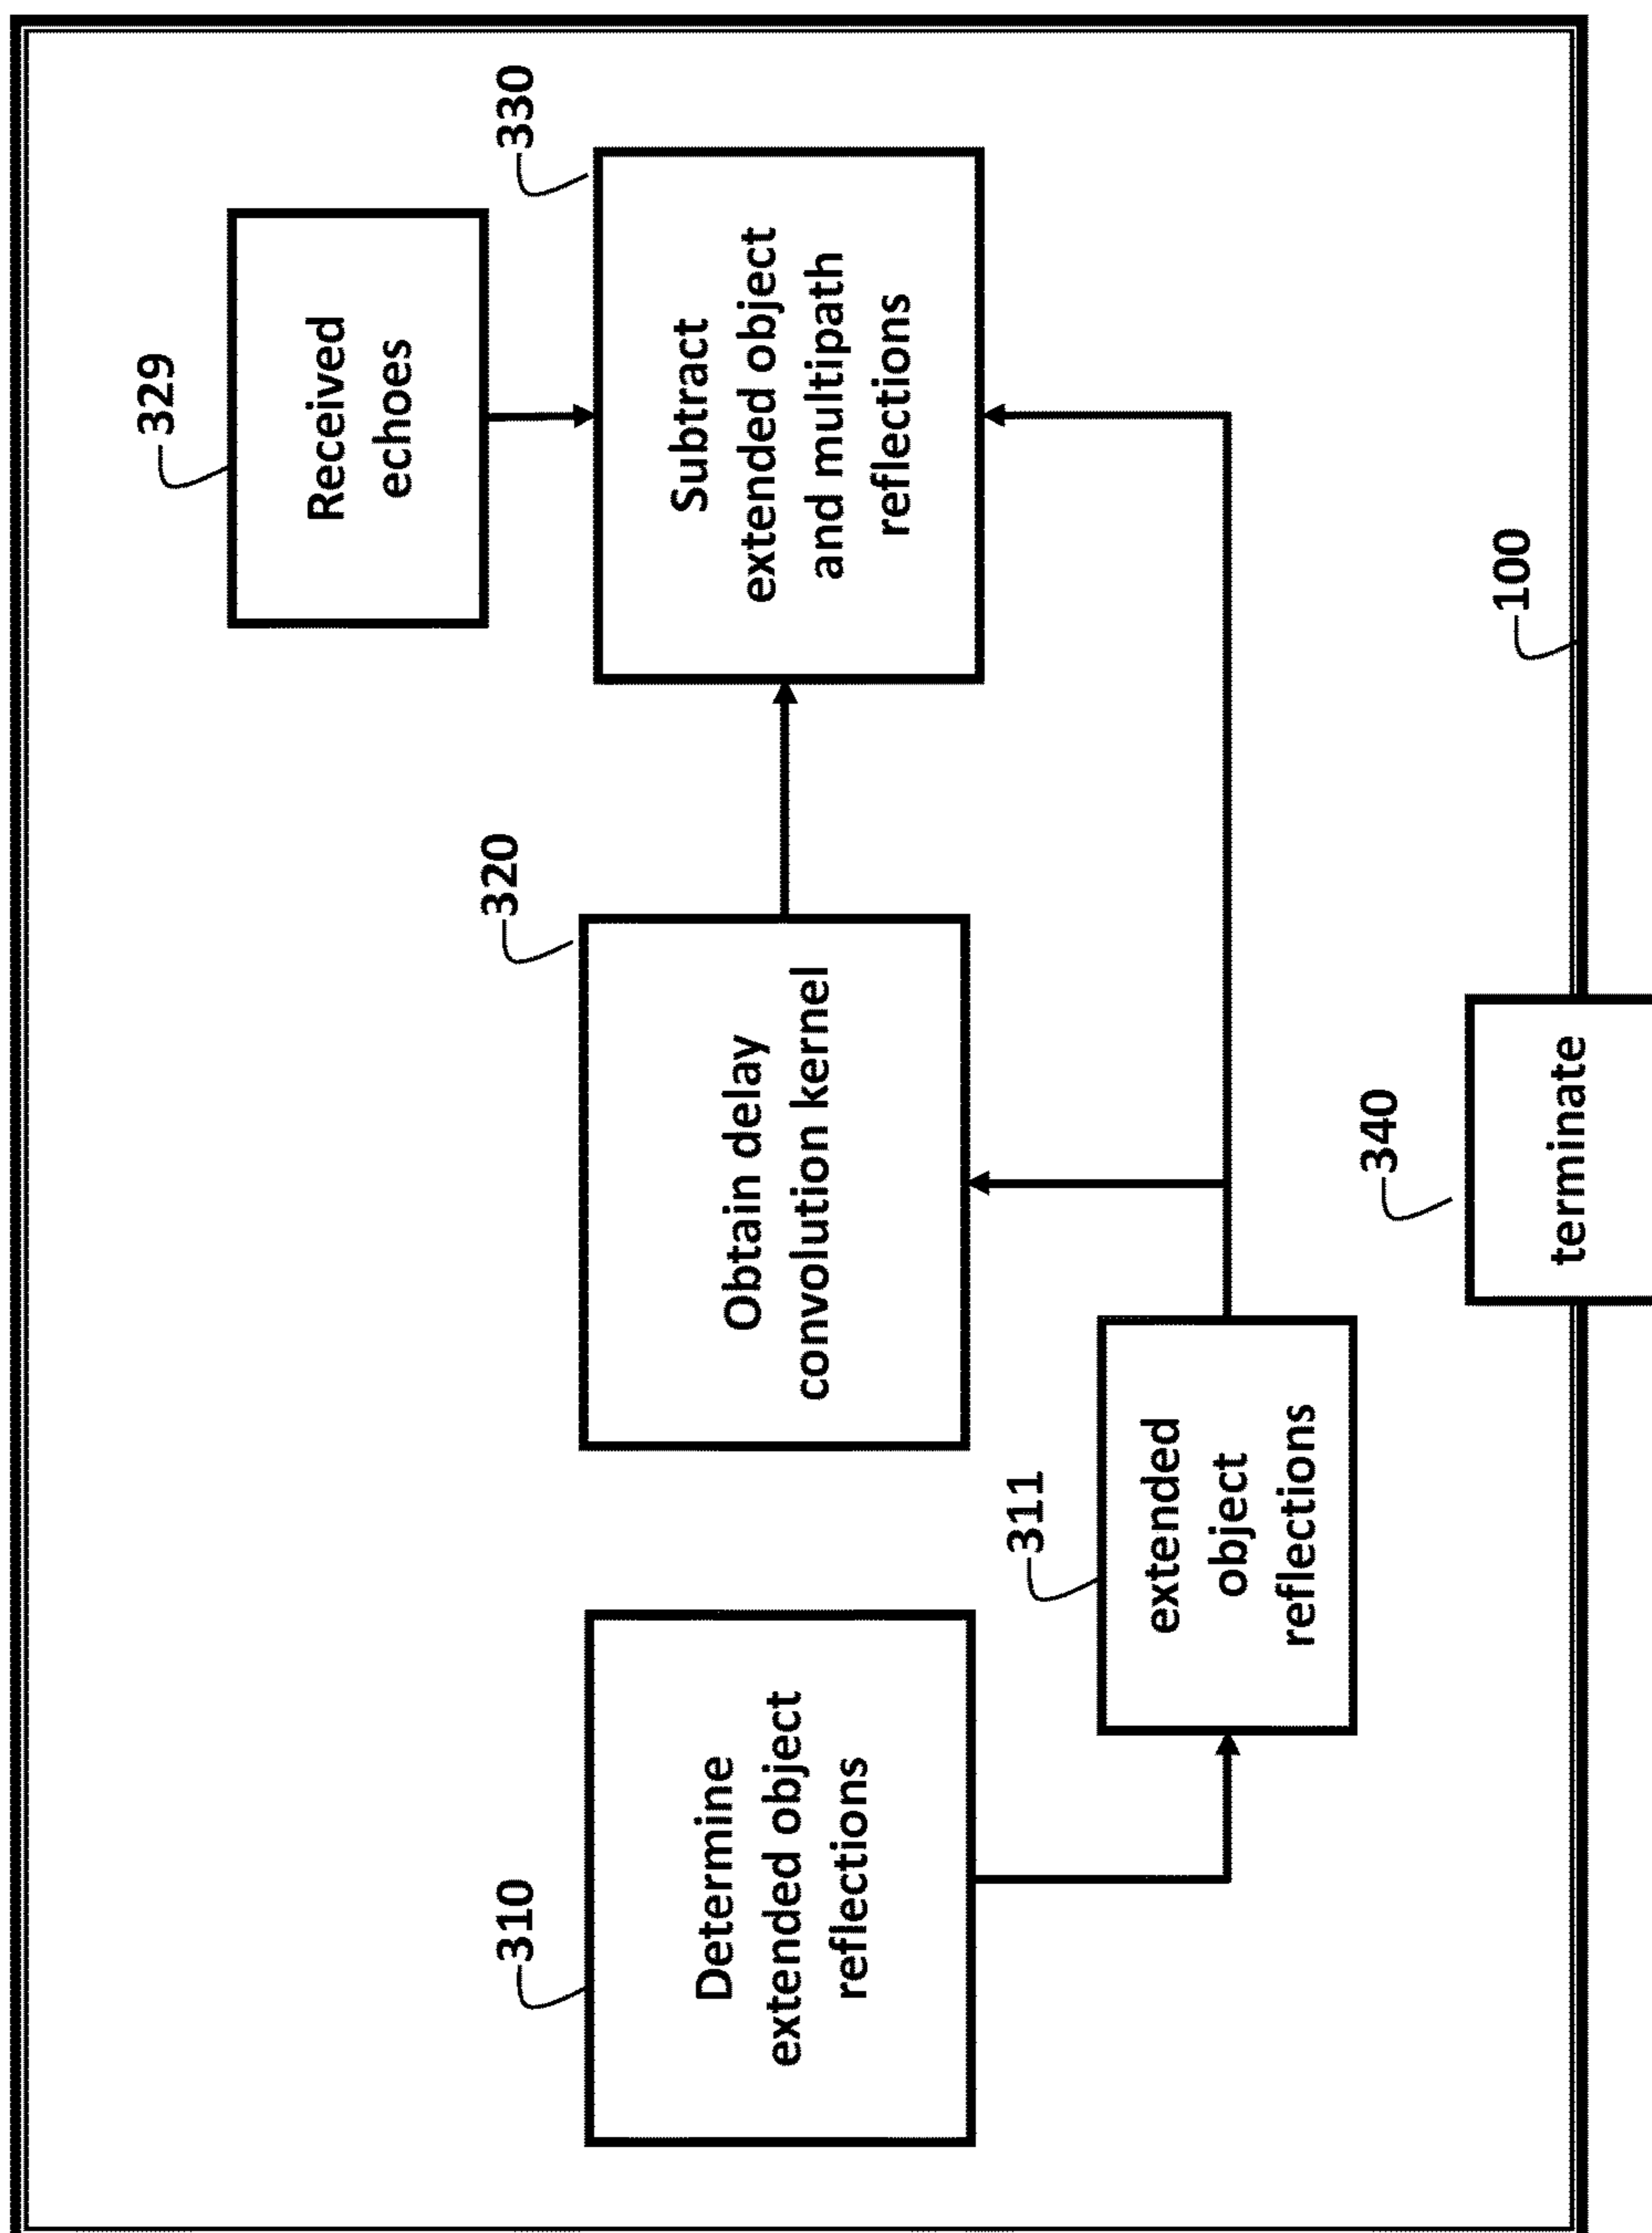 329
Received
echoes
310
Determine
extended object
reflections
320
Obtain delay
convolution kernel
330
Subtract
extended object
and multipath
reflections
311
extended
object
reflections
340
terminate
100